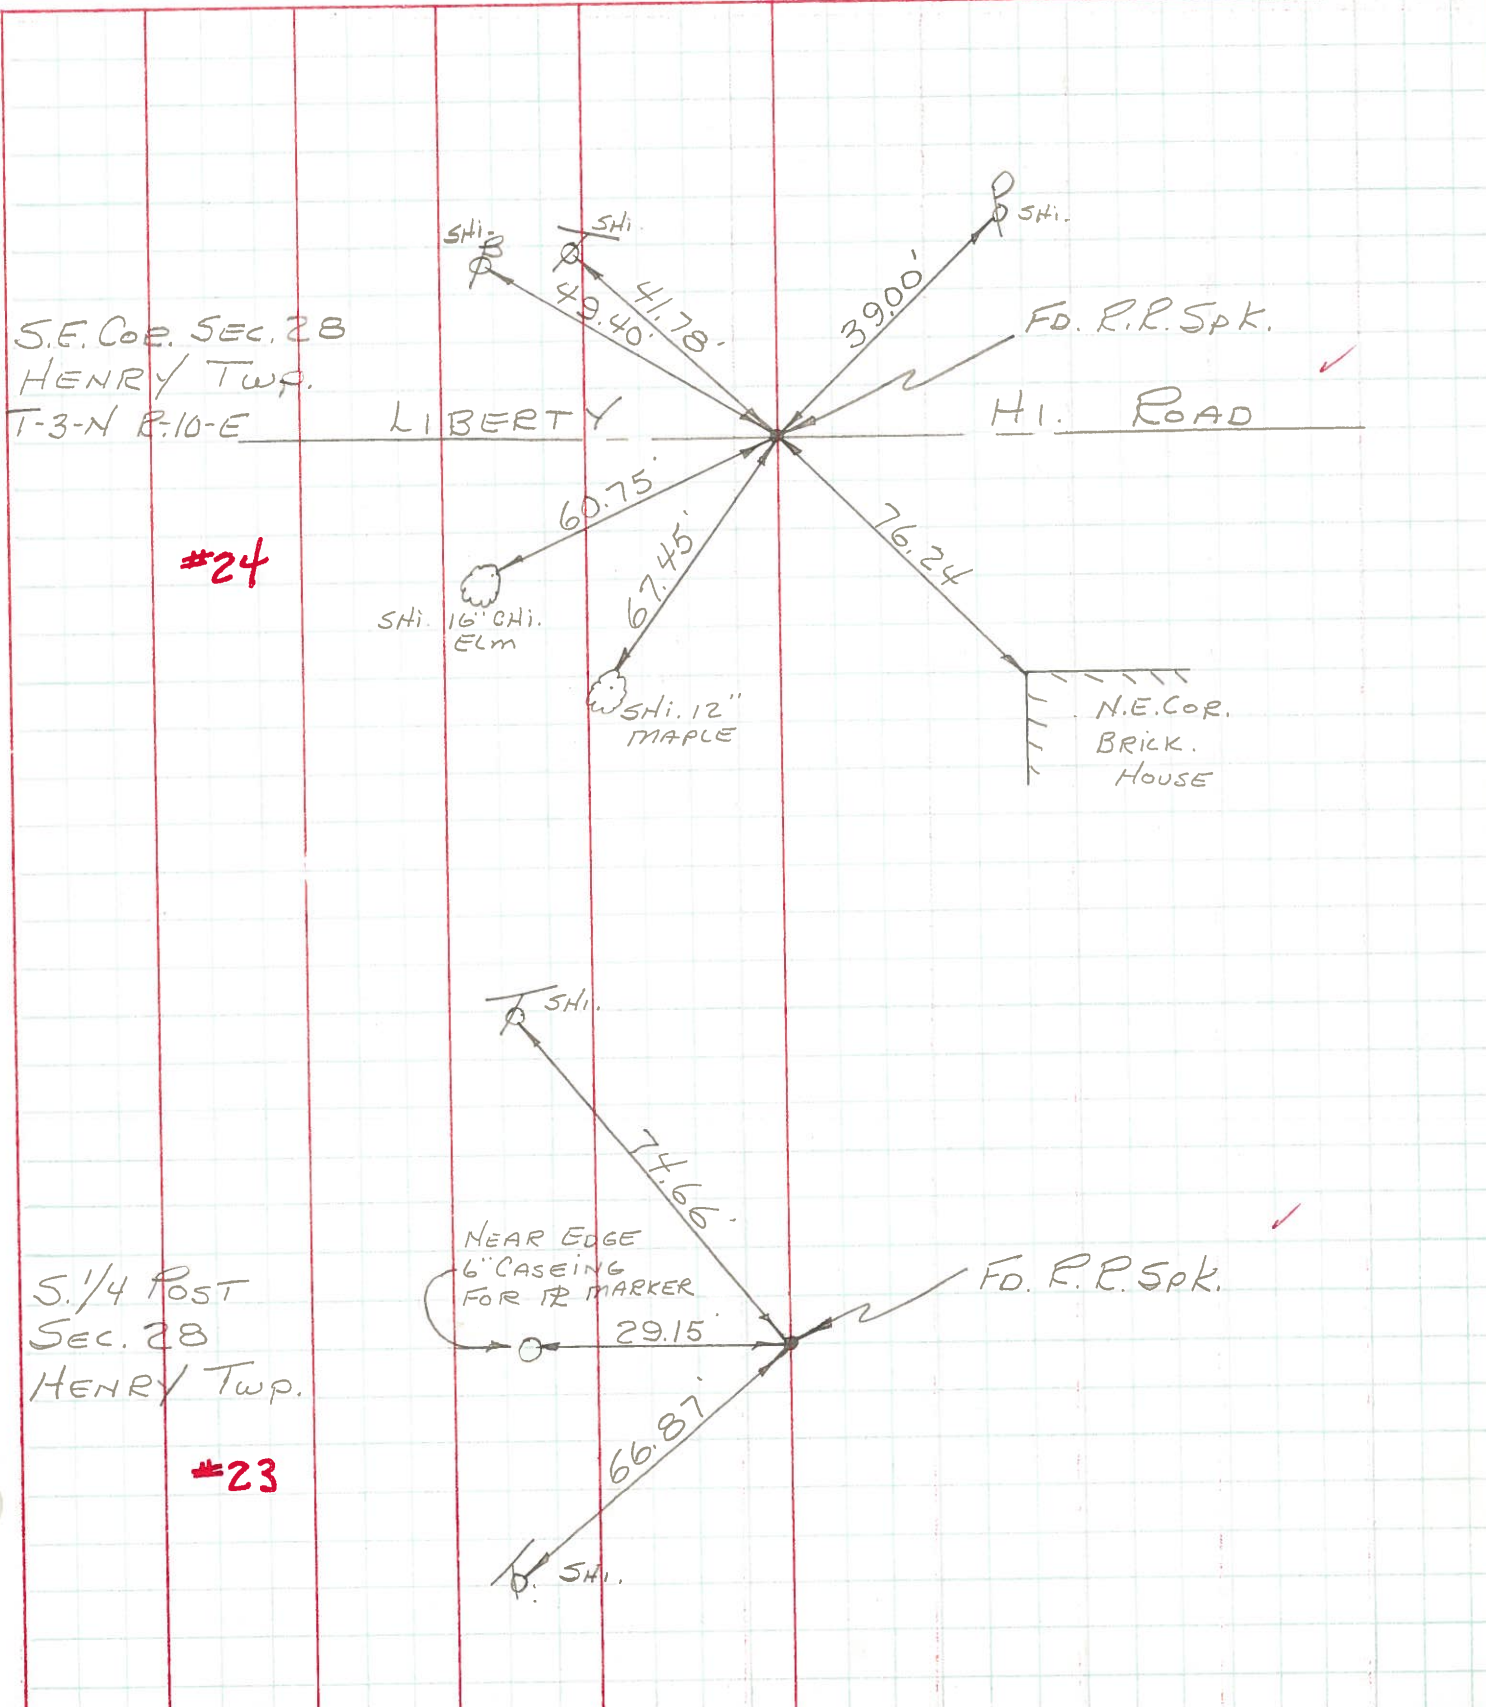 SHi.
SHi.
SHi.
49.40'
41.78'
39.00'
FD. R.R. SPK.
S.E. COR. SEC. 28
HENRY TWP.
T-3-N R-10-E
LIBERTY HI. ROAD
60.75'
67.45'
76.24
#24
SHi. 16" CHi.
ELM
SHi. 12"
MAPLE
N.E. COR.
BRICK.
HOUSE
SHi.
74.66'
NEAR EDGE
6" CASEING
FOR MARKER
29.15'
FD. R.R. SPK.
S. 1/4 POST
SEC. 28
HENRY TWP.
66.87'
#23
SHi.